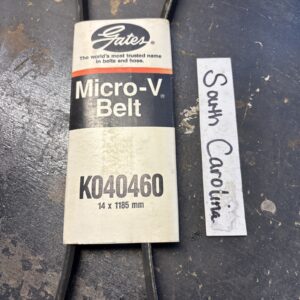 Gates
The world's most trusted name
in belts and hose.
Micro-V®
Belt
K040460
14 x 1185 mm
South Carolina